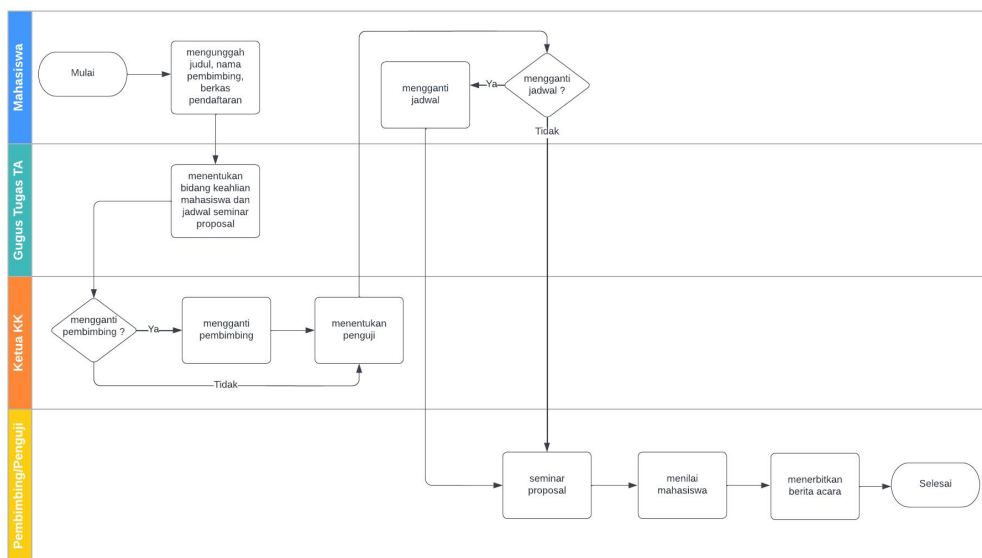 Mahasiswa
Mulai
mengunggah
judul, nama
pembimbing,
berkas
pendaftaran
mengganti
jadwal
Ya
mengganti
jadwal ?
Tidak
Gugus Tugas TA
menentukan
bidang keahlian
mahasiswa dan
jadwal seminar
proposal
Ketua KK
mengganti
pembimbing ?
Ya
mengganti
pembimbing
menentukan
penguji
Tidak
Pembimbing/Penguji
seminar
proposal
menilai
mahasiswa
menerbitkan
berita acara
Selesai